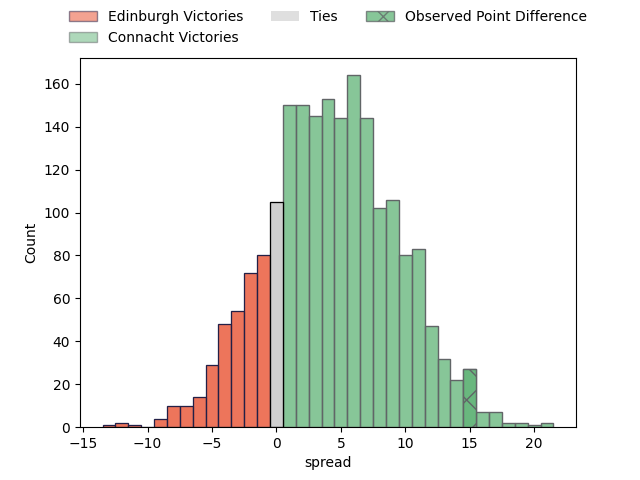 Edinburgh Victories
Ties
Observed Point Difference
Connacht Victories
160
140
120
100
80
60
40
20
0
Count
−15 −10 −5 0 5 10 15 20
spread